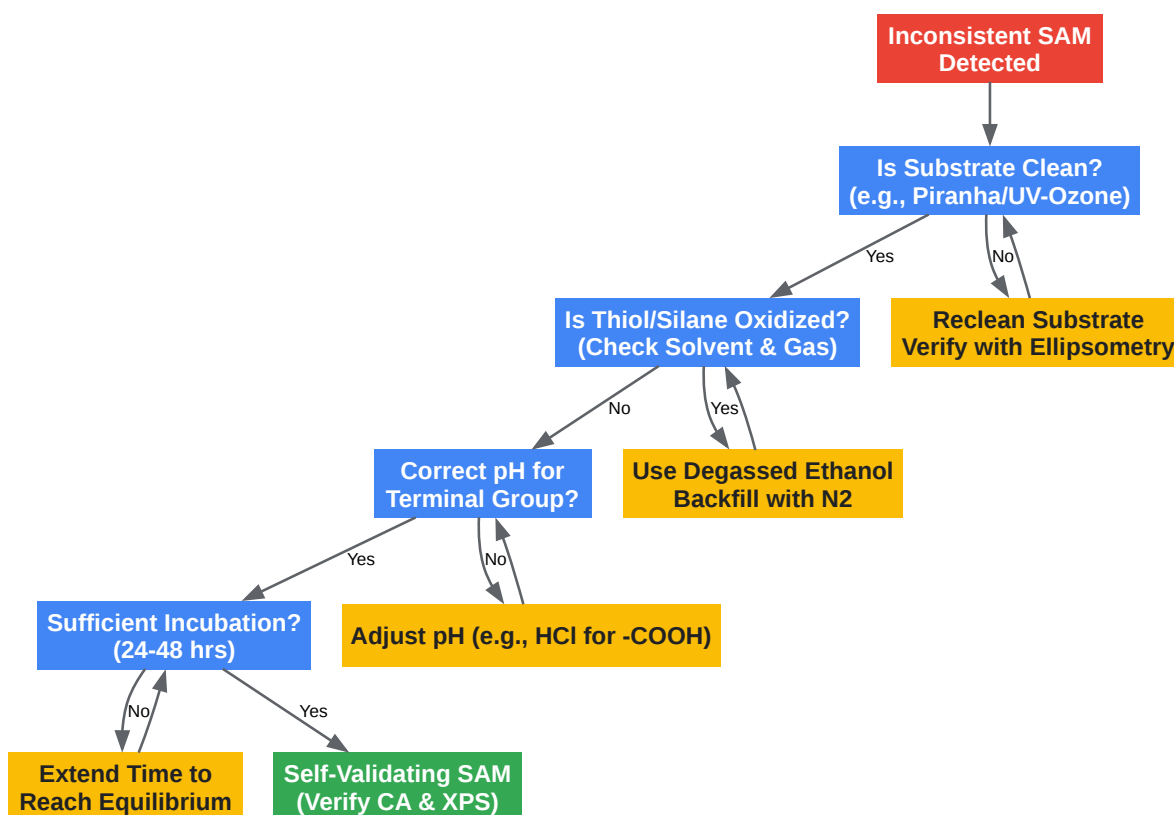 Inconsistent SAM
Detected
Is Substrate Clean?
(e.g., Piranha/UV-Ozone)
Yes
No
Is Thiol/Silane Oxidized?
(Check Solvent & Gas)
Reclean Substrate
Verify with Ellipsometry
No
Yes
Correct pH for
Terminal Group?
Use Degassed Ethanol
Backfill with N2
Yes
No
Sufficient Incubation?
(24-48 hrs)
Adjust pH (e.g., HCl for -COOH)
No
Yes
Extend Time to
Reach Equilibrium
Self-Validating SAM
(Verify CA & XPS)